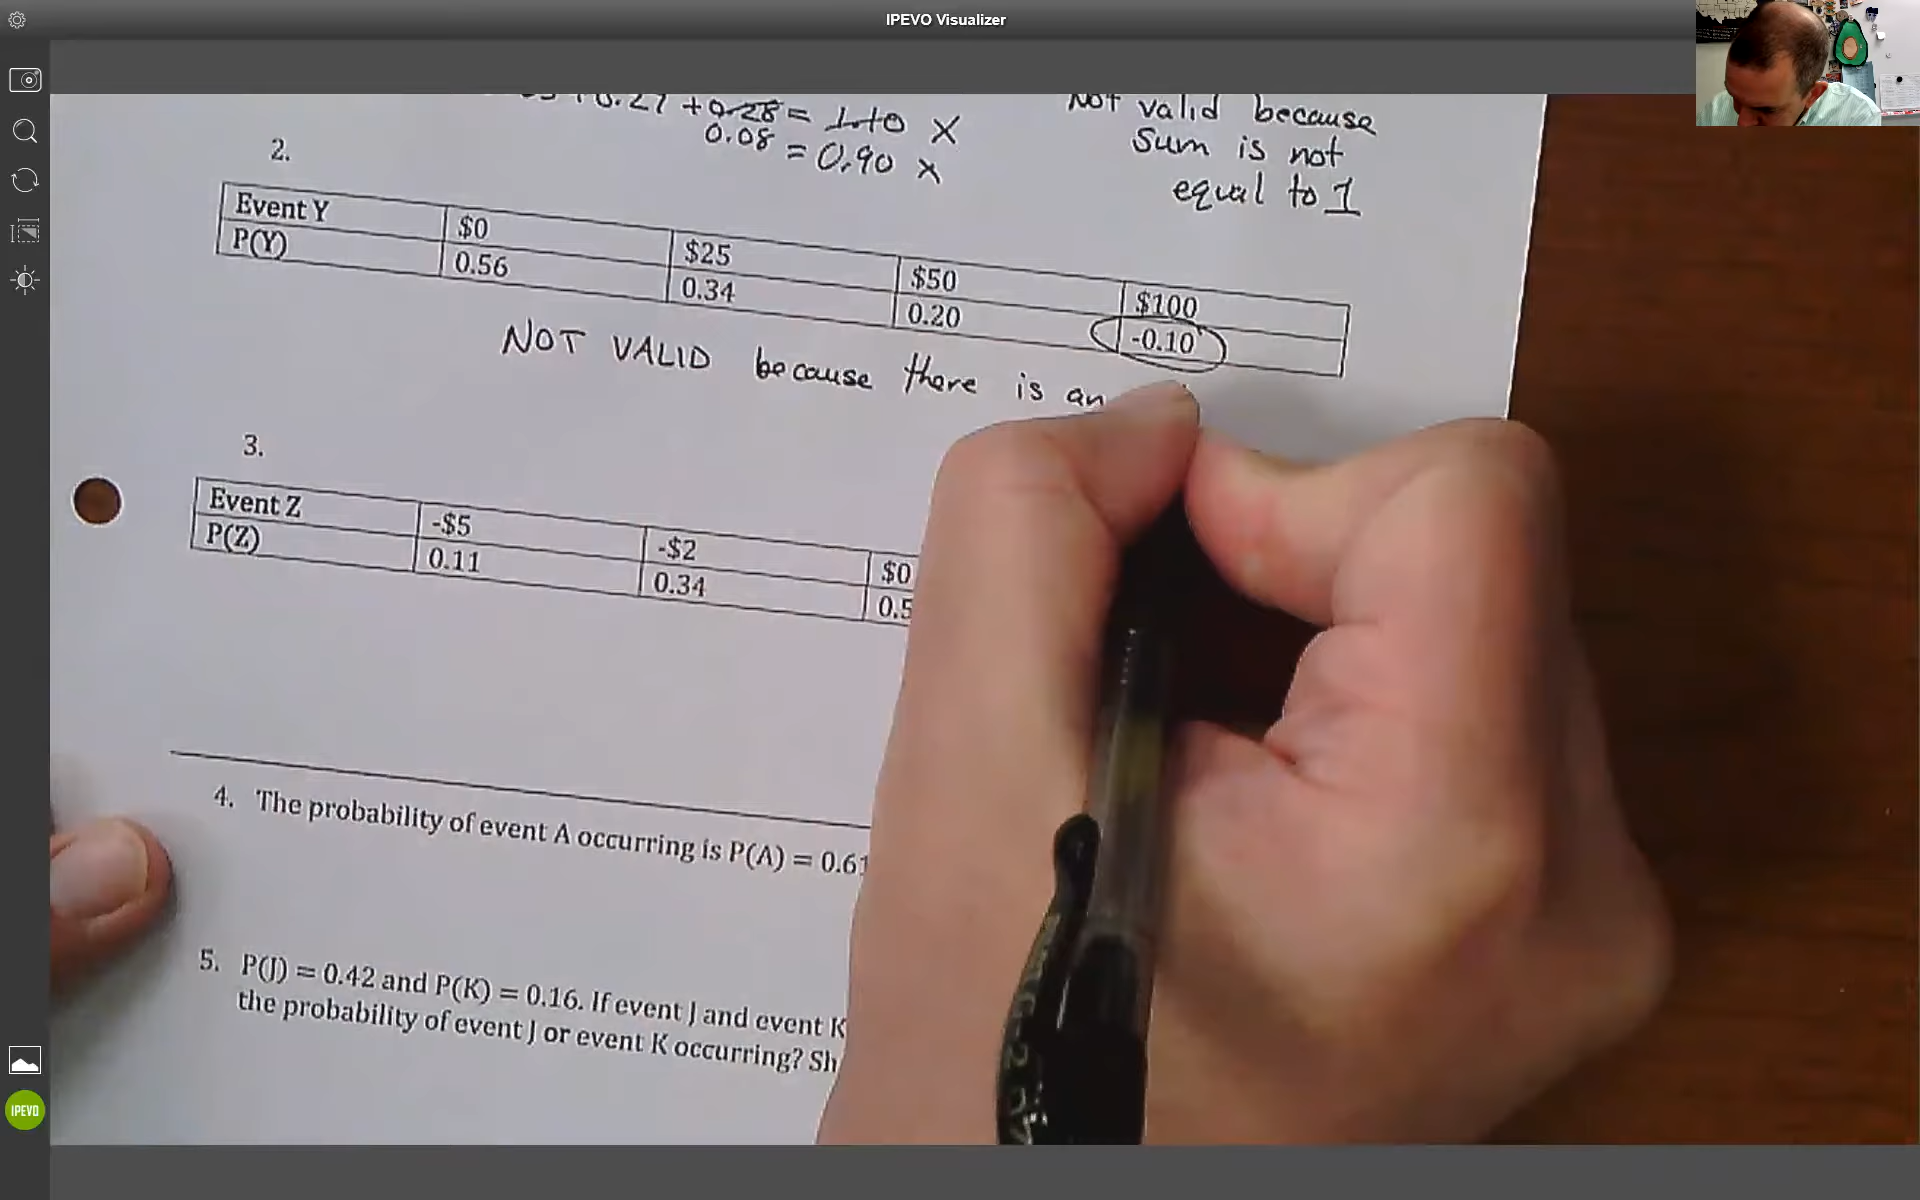 IPEVO Visualizer
0.27 + 0.28 = 1.10 X
0.08 = 0.90 X
Not valid because
Sum is not
equal to 1
2.
Event Y $0 $25 $50 $100
P(Y) 0.56 0.34 0.20 -0.10
NOT VALID because there is an
3.
Event Z -$5 -$2 $0
P(Z) 0.11 0.34 0.5
4. The probability of event A occurring is P(A) = 0.61
5. P(J) = 0.42 and P(K) = 0.16. If event J and event K
the probability of event J or event K occurring? Sh
IPEVO